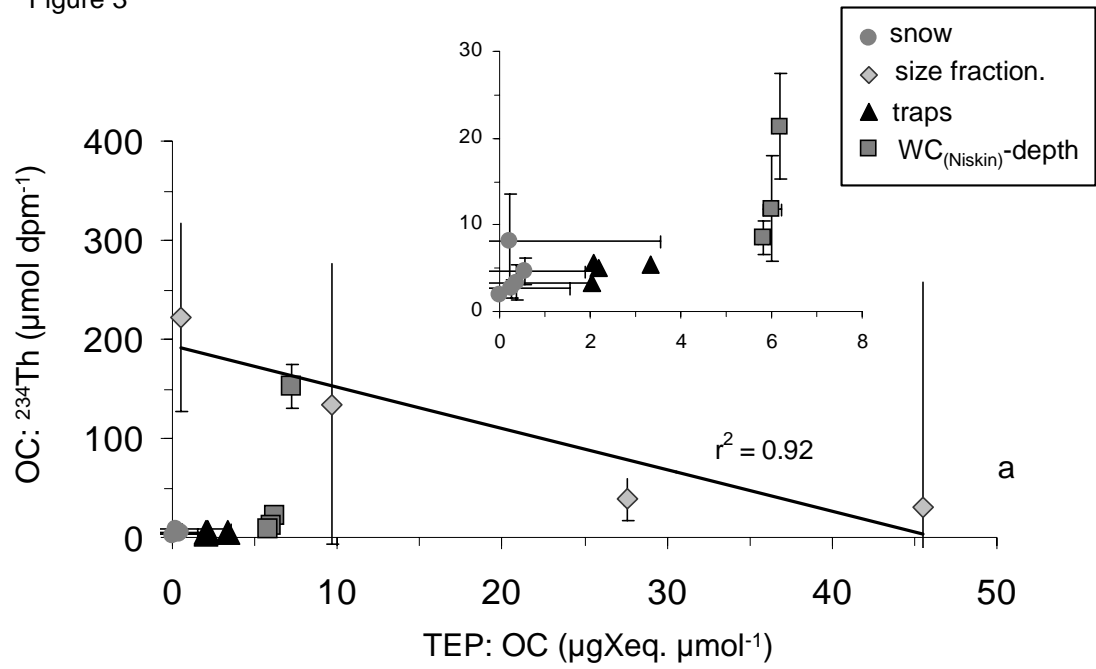 Figure 3
snow
size fraction.
traps
WC(Niskin)-depth
30
20
10
0
0 2 4 6 8
400
300
200
100
0
OC: ²³⁴Th (µmol dpm⁻¹)
r² = 0.92
a
0 10 20 30 40 50
TEP: OC (µgXeq. µmol⁻¹)